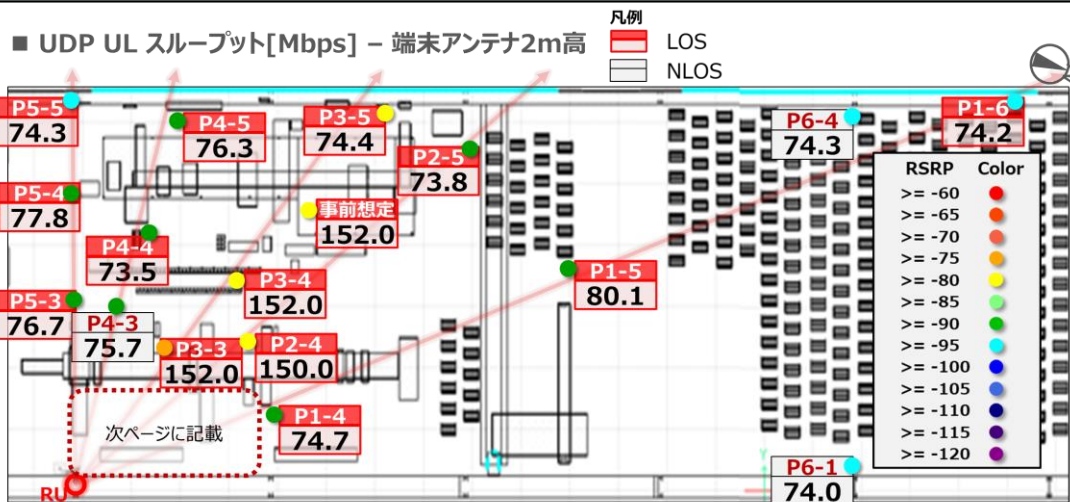 ■ UDP UL スループット[Mbps] – 端末アンテナ2m高
凡例
LOS
NLOS
P5-5
74.3
P4-5
76.3
P3-5
74.4
P2-5
73.8
P6-4
74.3
P1-6
74.2
P5-4
77.8
事前想定
152.0
P4-4
73.5
P3-4
152.0
P1-5
80.1
P5-3
76.7
P4-3
75.7
P3-3
152.0
P2-4
150.0
P1-4
74.7
次ページに記載
RU
P6-1
74.0
Y
RSRP Color
>= -60
>= -65
>= -70
>= -75
>= -80
>= -85
>= -90
>= -95
>= -100
>= -105
>= -110
>= -115
>= -120